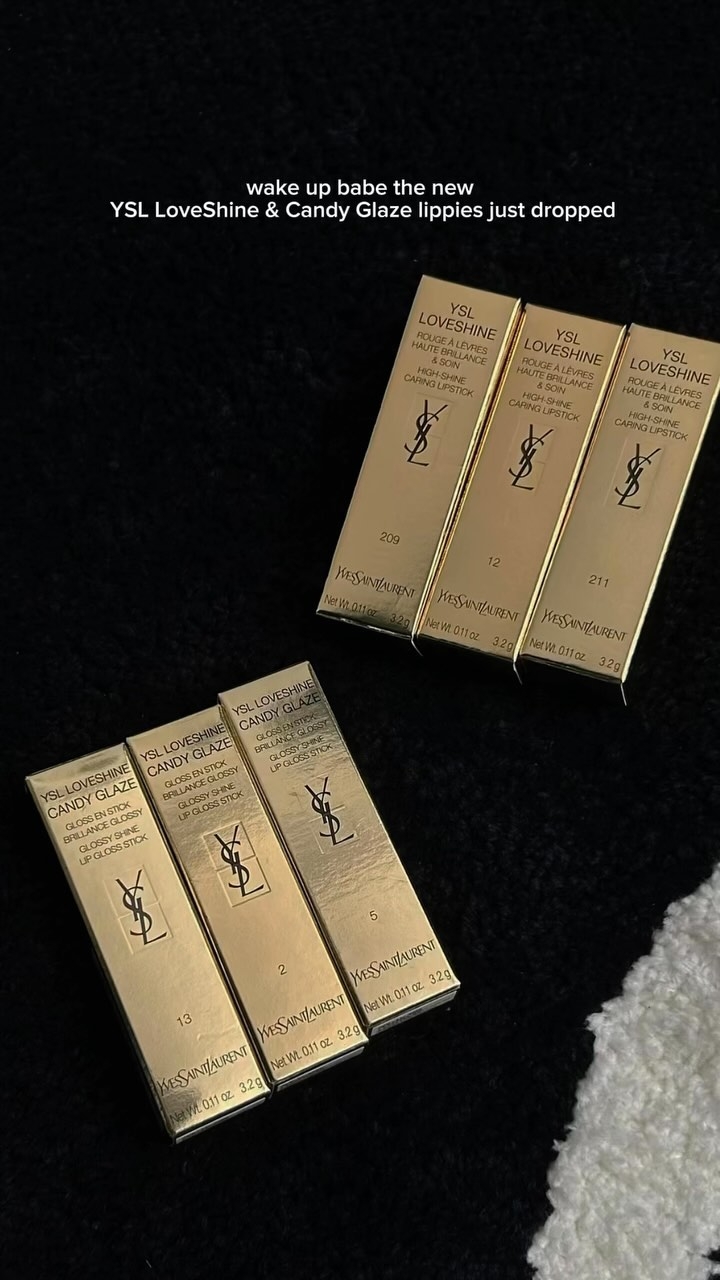 wake up babe the new
YSL LoveShine & Candy Glaze lippies just dropped
YSL
LOVESHINE
ROUGE À LÈVRES
HAUTE BRILLANCE
& SOIN
HIGH-SHINE
CARING LIPSTICK
YSL
209
YVESSAINTLAURENT
Net Wt. 0.11 oz. 3.2 g
YSL
LOVESHINE
ROUGE À LÈVRES
HAUTE BRILLANCE
& SOIN
HIGH-SHINE
CARING LIPSTICK
YSL
12
YVESSAINTLAURENT
Net Wt. 0.11 oz. 3.2 g
YSL
LOVESHINE
ROUGE À LÈVRES
HAUTE BRILLANCE
& SOIN
HIGH-SHINE
CARING LIPSTICK
YSL
211
YVESSAINTLAURENT
Net Wt. 0.11 oz. 3.2 g
YSL LOVESHINE
CANDY GLAZE
GLOSS EN STICK
BRILLANCE GLOSSY
GLOSSY SHINE
LIP GLOSS STICK
YSL
13
YVESSAINTLAURENT
Net Wt. 0.11 oz. 3.2 g
YSL LOVESHINE
CANDY GLAZE
GLOSS EN STICK
BRILLANCE GLOSSY
GLOSSY SHINE
LIP GLOSS STICK
YSL
2
YVESSAINTLAURENT
Net Wt. 0.11 oz. 3.2 g
YSL LOVESHINE
CANDY GLAZE
GLOSS EN STICK
BRILLANCE GLOSSY
GLOSSY SHINE
LIP GLOSS STICK
YSL
5
YVESSAINTLAURENT
Net Wt. 0.11 oz. 3.2 g